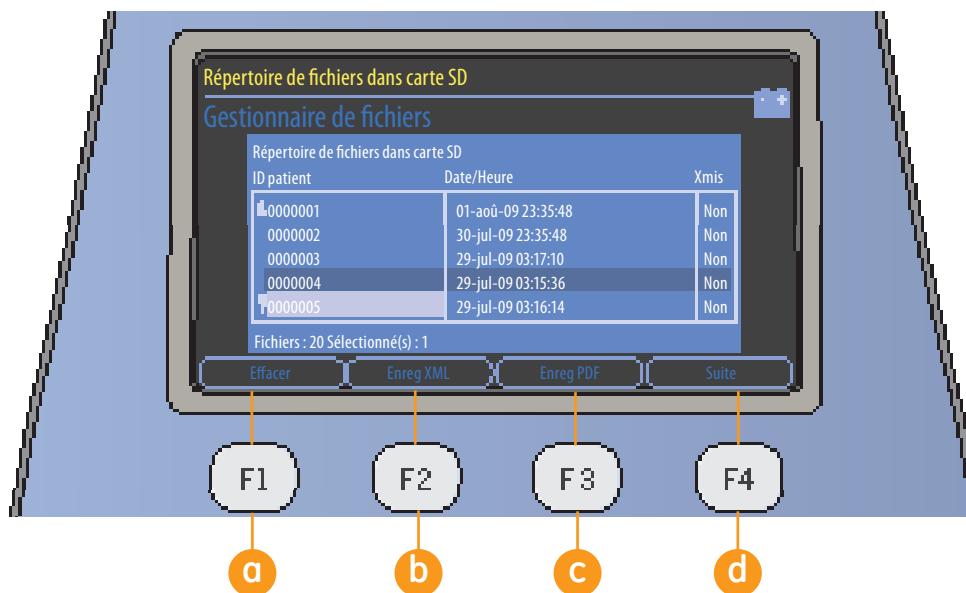 Répertoire de fichiers dans carte SD
Gestionnaire de fichiers
Répertoire de fichiers dans carte SD
ID patient Date/Heure Xmis
0000001 01-aoû-09 23:35:48 Non
0000002 30-jul-09 23:35:48 Non
0000003 29-jul-09 03:17:10 Non
0000004 29-jul-09 03:15:36 Non
0000005 29-jul-09 03:16:14 Non
Fichiers : 20 Sélectionné(s) : 1
Effacer Enreg XML Enreg PDF Suite
F1 F2 F3 F4
a b c d